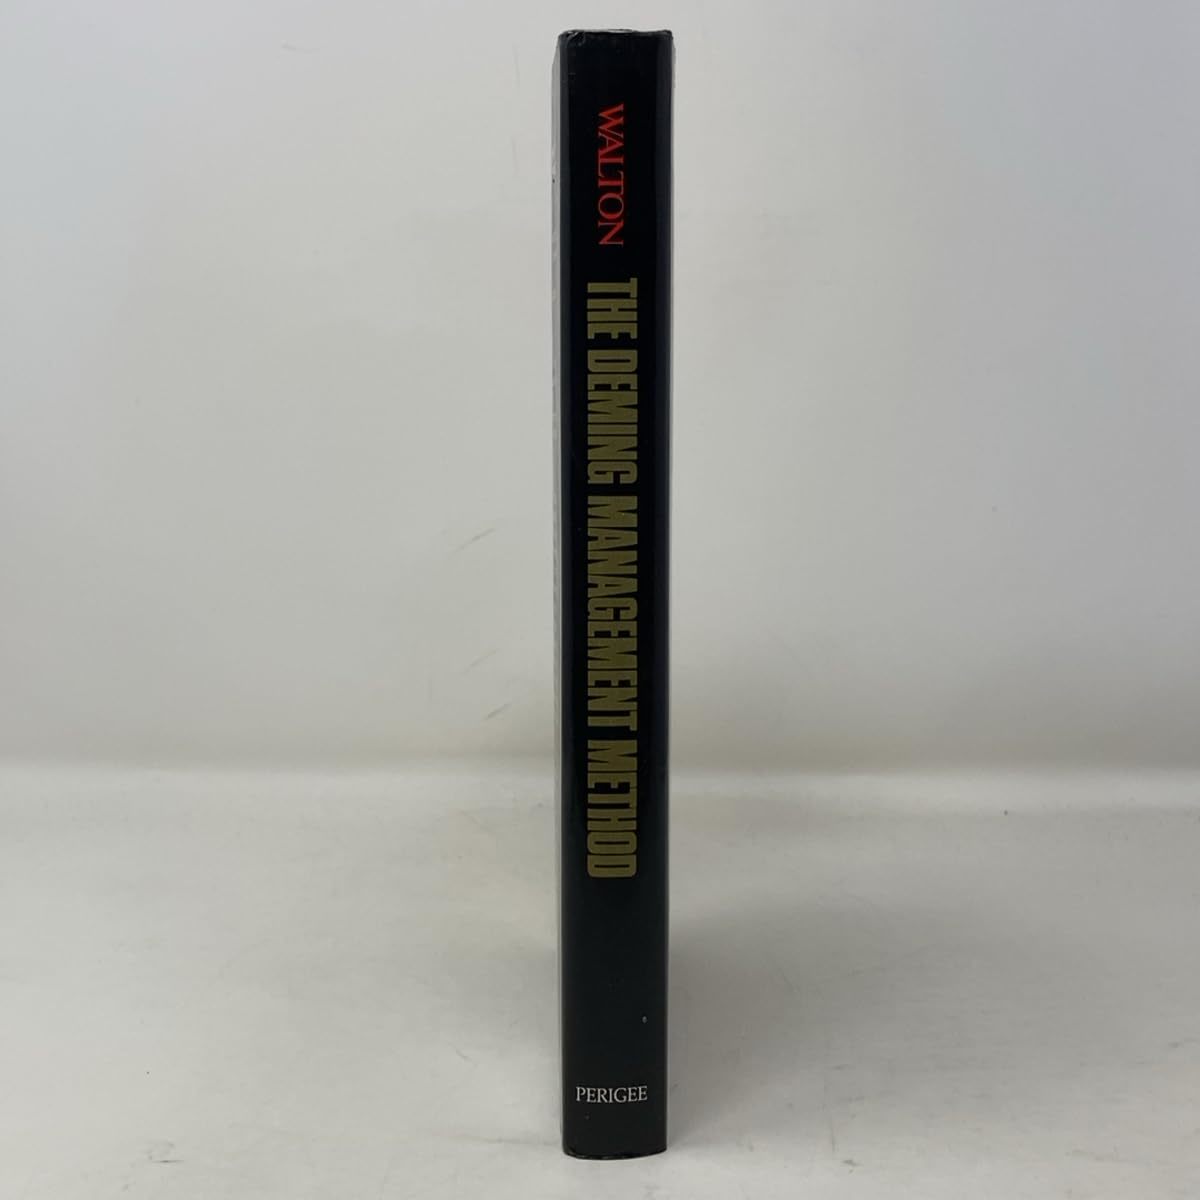 WALTON
THE DEMING MANAGEMENT METHOD
PERIGEE